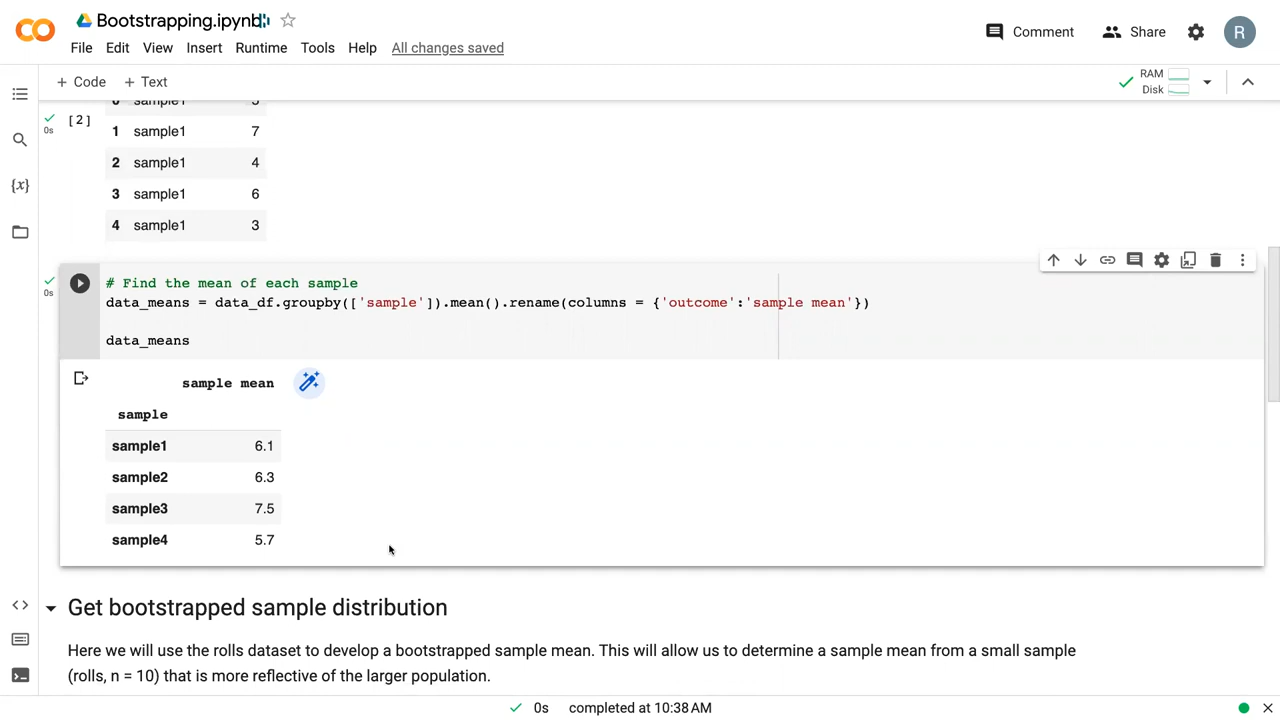 Bootstrapping.ipynb
File Edit View Insert Runtime Tools Help All changes saved
Comment Share R
+ Code + Text
RAM
Disk
0 sample1
[2]
0s
1 sample1 7
2 sample1 4
3 sample1 6
4 sample1 3
0s
# Find the mean of each sample
data_means = data_df.groupby(['sample']).mean().rename(columns = {'outcome':'sample mean'})
data_means
sample mean
sample
sample1 6.1
sample2 6.3
sample3 7.5
sample4 5.7
Get bootstrapped sample distribution
Here we will use the rolls dataset to develop a bootstrapped sample mean. This will allow us to determine a sample mean from a small sample
(rolls, n = 10) that is more reflective of the larger population.
0s completed at 10:38 AM